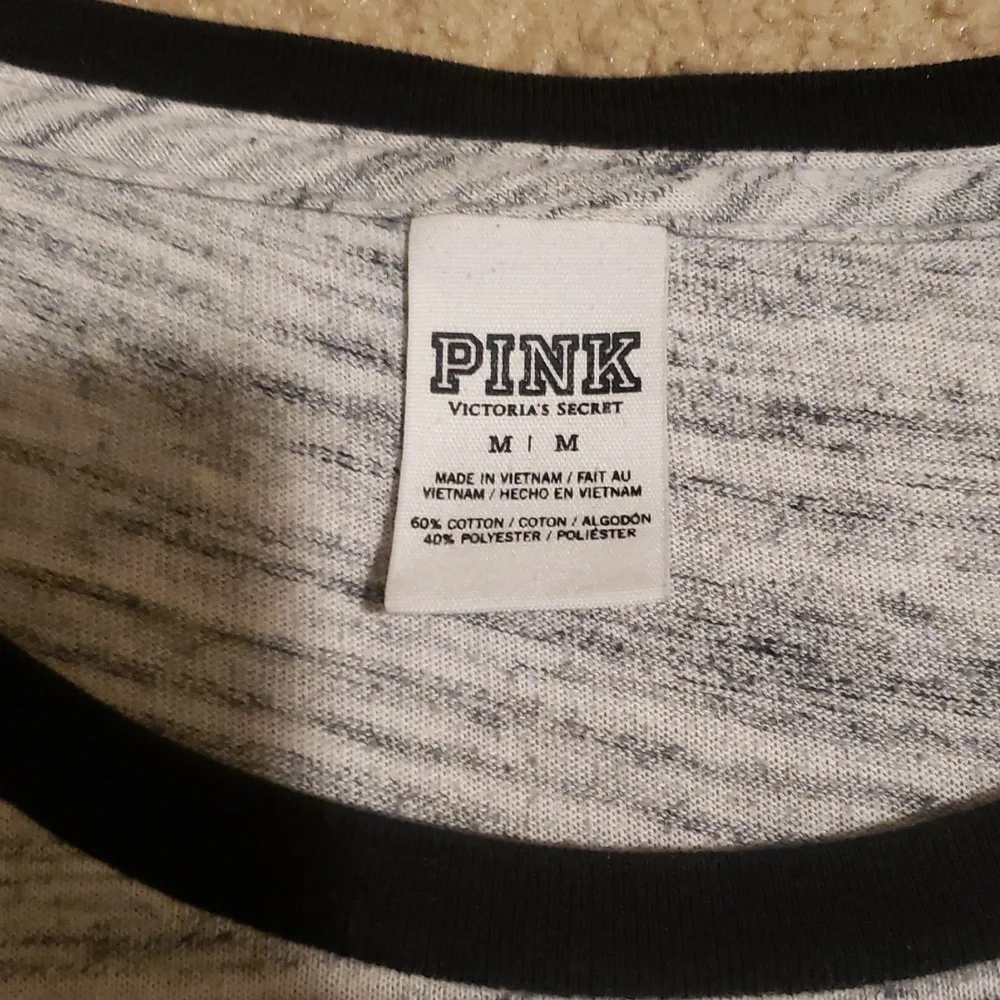 PINK
VICTORIA'S SECRET
M | M
MADE IN VIETNAM / FAIT AU
VIETNAM / HECHO EN VIETNAM
60% COTTON / COTON / ALGODÓN
40% POLYESTER / POLIÉSTER